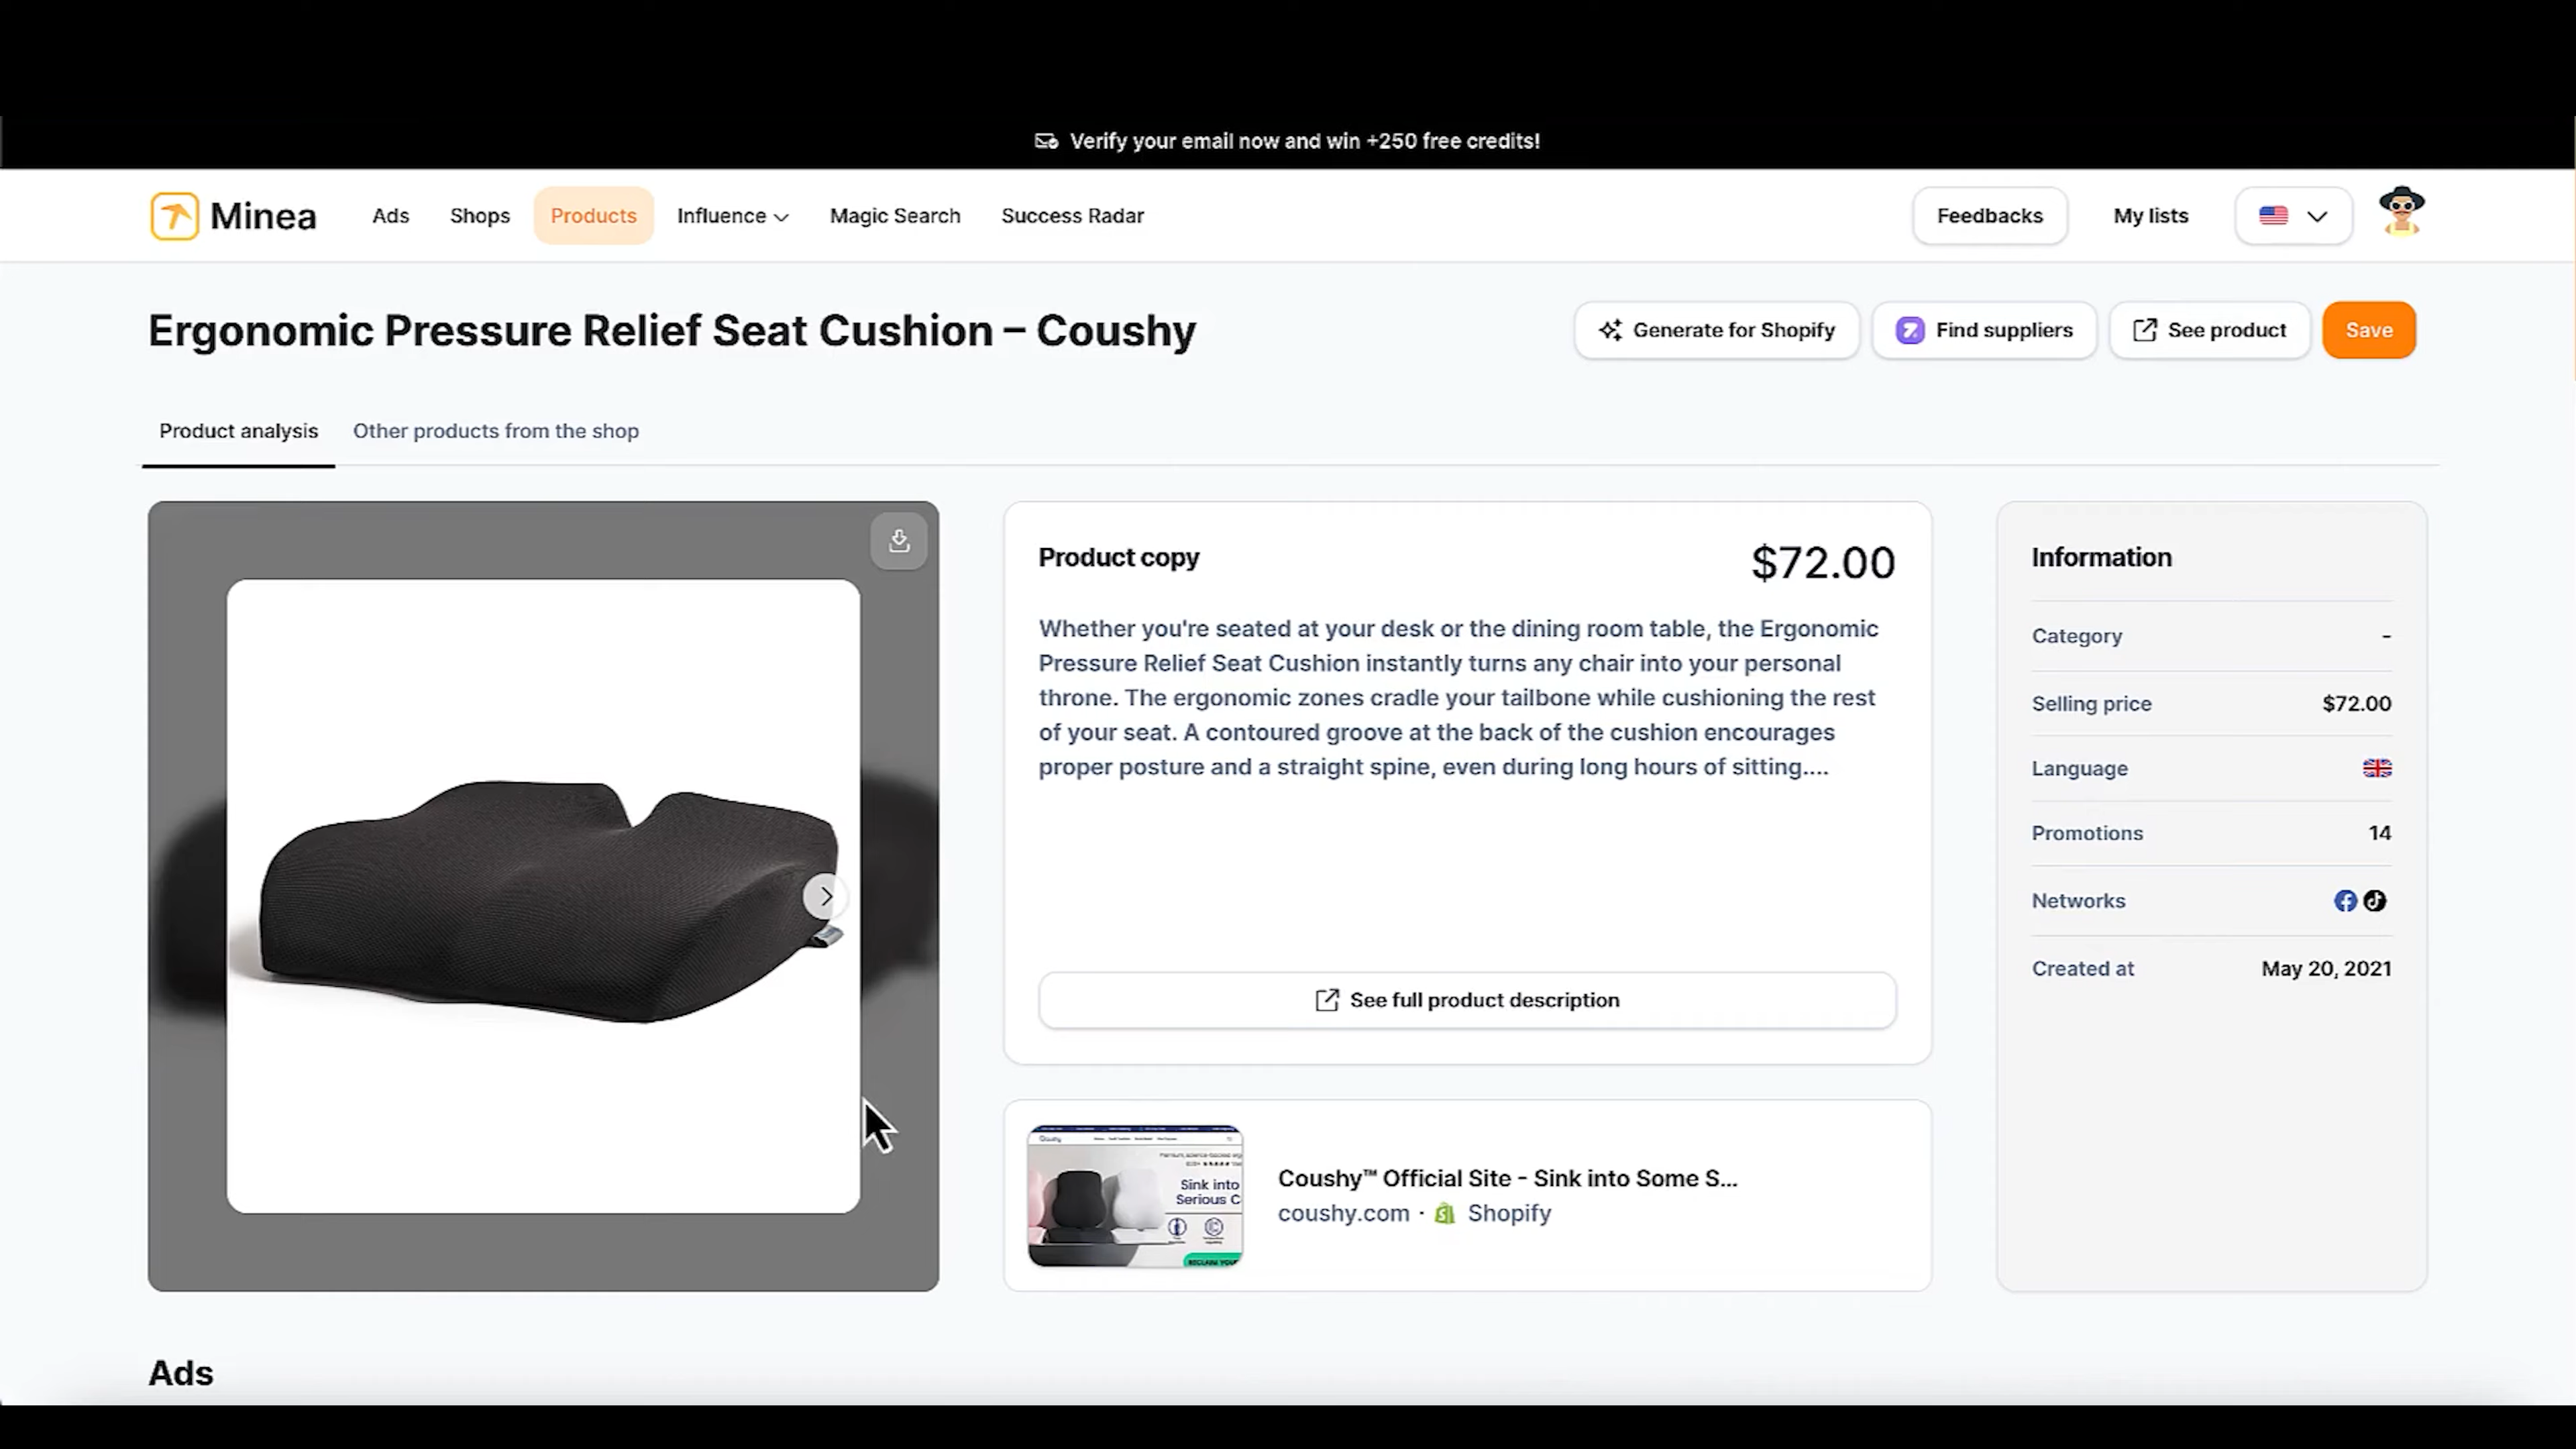 Verify your email now and win +250 free credits!
Minea
Ads
Shops
Products
Influence
Magic Search
Success Radar
Feedbacks
My lists
Ergonomic Pressure Relief Seat Cushion – Coushy
Generate for Shopify
Find suppliers
See product
Save
Product analysis
Other products from the shop
Product copy
$72.00
Whether you're seated at your desk or the dining room table, the Ergonomic
Pressure Relief Seat Cushion instantly turns any chair into your personal
throne. The ergonomic zones cradle your tailbone while cushioning the rest
of your seat. A contoured groove at the back of the cushion encourages
proper posture and a straight spine, even during long hours of sitting....
See full product description
Coushy
Sink into
Serious C
RECLAIM YOUR
Coushy™ Official Site - Sink into Some S...
coushy.com · Shopify
Information
Category -
Selling price $72.00
Language
Promotions 14
Networks
Created at May 20, 2021
Ads